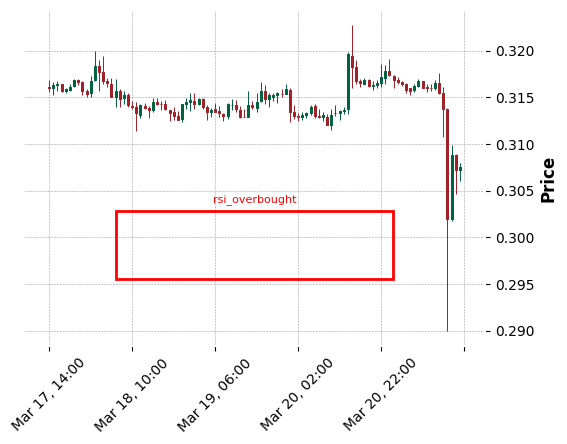 0.320
0.315
0.310
0.305
0.300
0.295
0.290
Price
rsi_overbought
Mar 17, 14:00
Mar 18, 10:00
Mar 19, 06:00
Mar 20, 02:00
Mar 20, 22:00